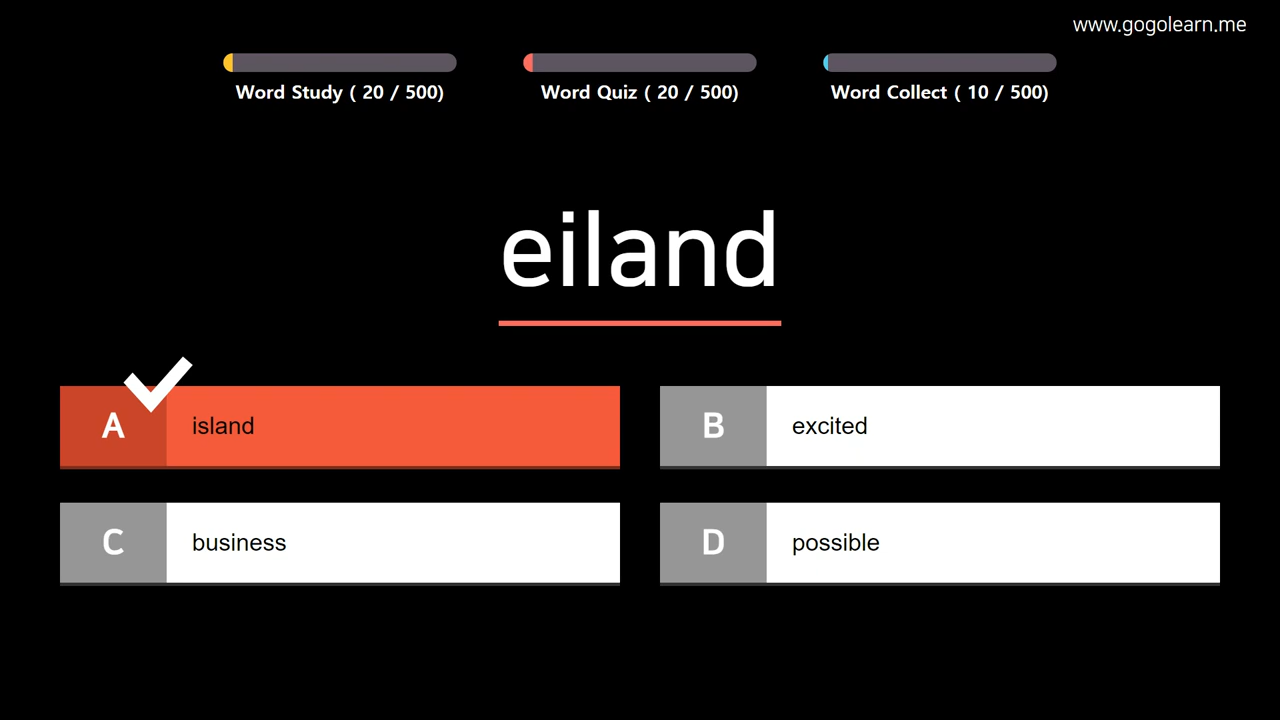 www.gogolearn.me
Word Study ( 20 / 500)
Word Quiz ( 20 / 500)
Word Collect ( 10 / 500)
eiland
A island
B excited
C business
D possible